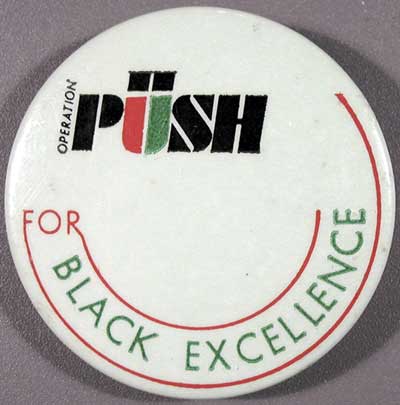 OPERATION
PUSH
FOR
BLACK EXCELLENCE